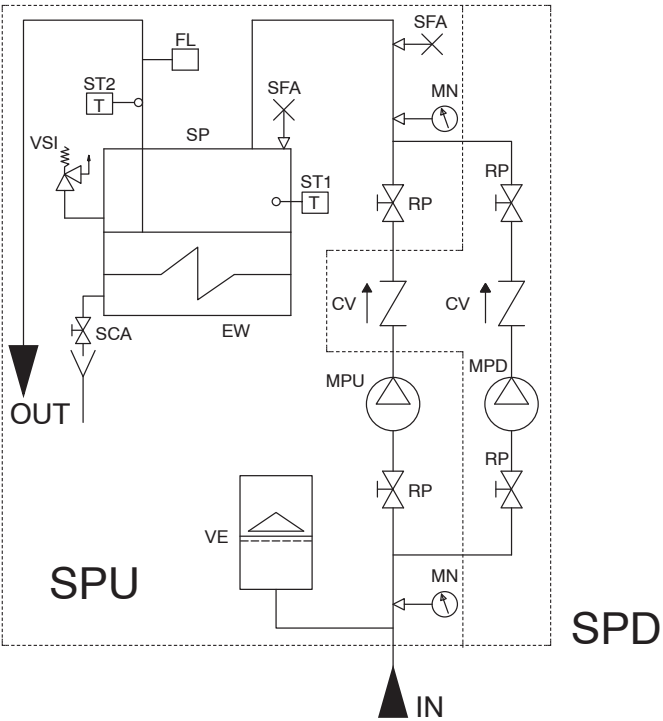 SFA
FL
ST2
T
SFA
MN
VSI
SP
RP
ST1
T
RP
CV
CV
SCA
EW
MPU
MPD
OUT
RP
RP
VE
SPU
MN
SPD
IN